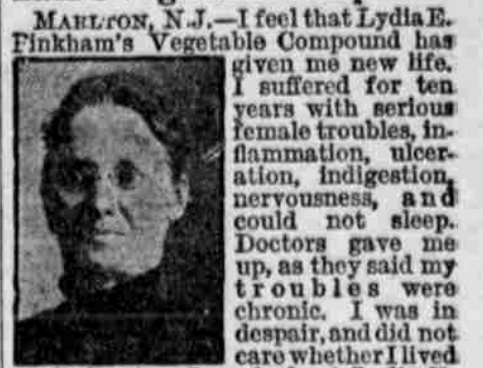 MARLTON, N.J.—I feel that Lydia E.
Pinkham's Vegetable Compound has
given me new life.
I suffered for ten
years with serious
female troubles, in-
flammation, ulcer-
ation, indigestion,
nervousness, and
could not sleep.
Doctors gave me
up, as they said my
troubles were
chronic. I was in
despair, and did not
care whether I lived